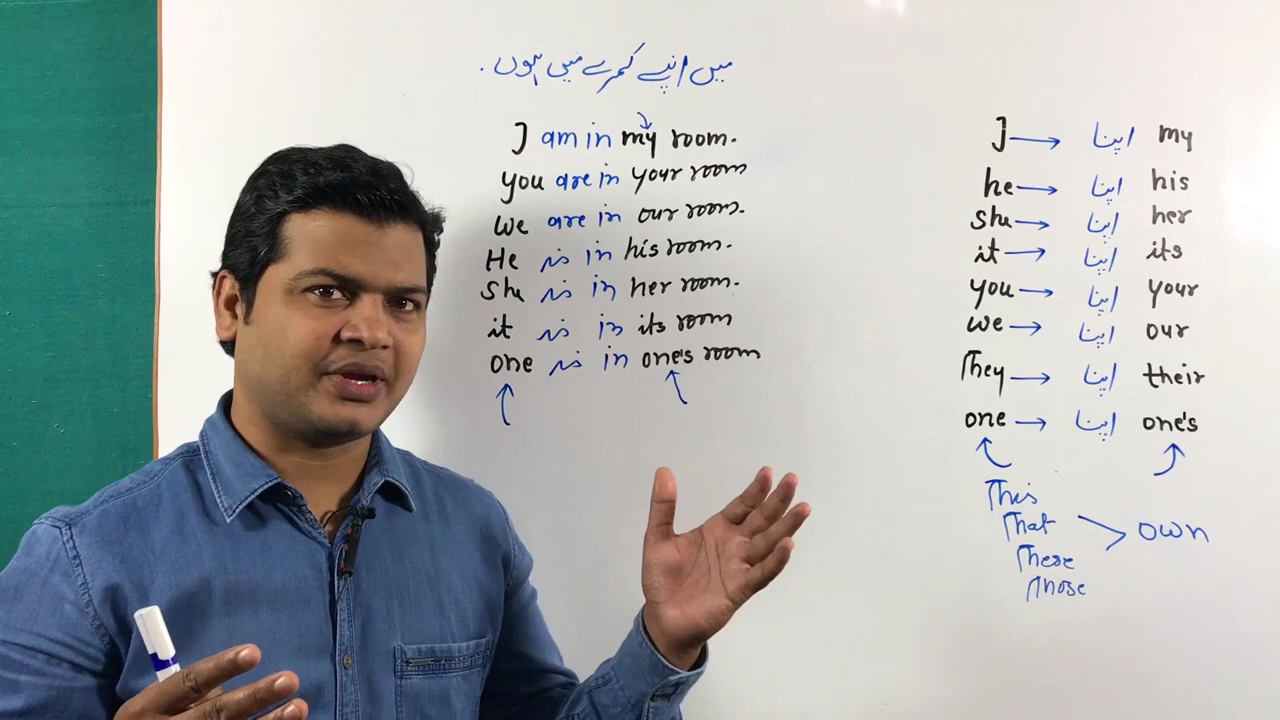 میں اپنے کمرے میں ہوں۔
I am in my room.
you are in your room
we are in our room.
He is in his room.
She is in her room.
it is in its room
one is in one's room
I → اپنا my
he → اپنا his
she → اپنا her
it → اپنا its
you → اپنا your
we → اپنا our
They → اپنا their
one → اپنا one's
This
That
These
Those
own